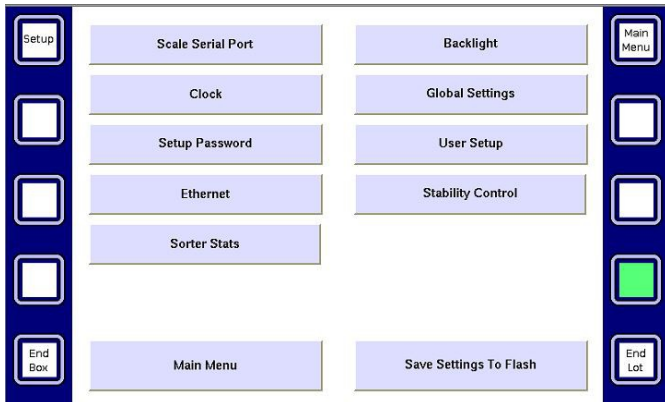 Setup
Scale Serial Port
Backlight
Main
Menu
Clock
Global Settings
Setup Password
User Setup
Ethernet
Stability Control
Sorter Stats
End
Box
Main Menu
Save Settings To Flash
End
Lot